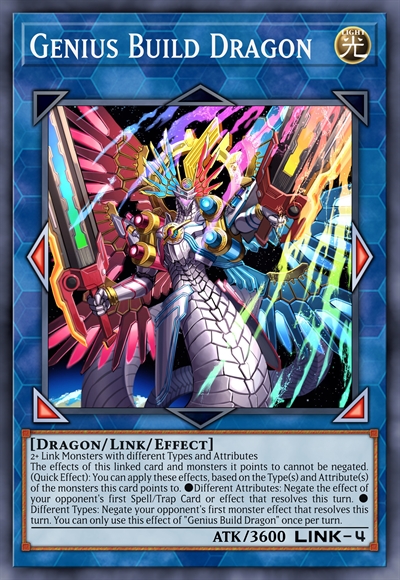 GENIUS BUILD DRAGON
LIGHT
光
[DRAGON/LINK/EFFECT]
2+ Link Monsters with different Types and Attributes
The effects of this linked card and monsters it points to cannot be negated.
(Quick Effect): You can apply these effects, based on the Type(s) and Attribute(s)
of the monsters this card points to. ●Different Attributes: Negate the effect of
your opponent's first Spell/Trap Card or effect that resolves this turn. ●
Different Types: Negate your opponent's first monster effect that resolves this
turn. You can only use this effect of "Genius Build Dragon" once per turn.
ATK/3600 LINK-4